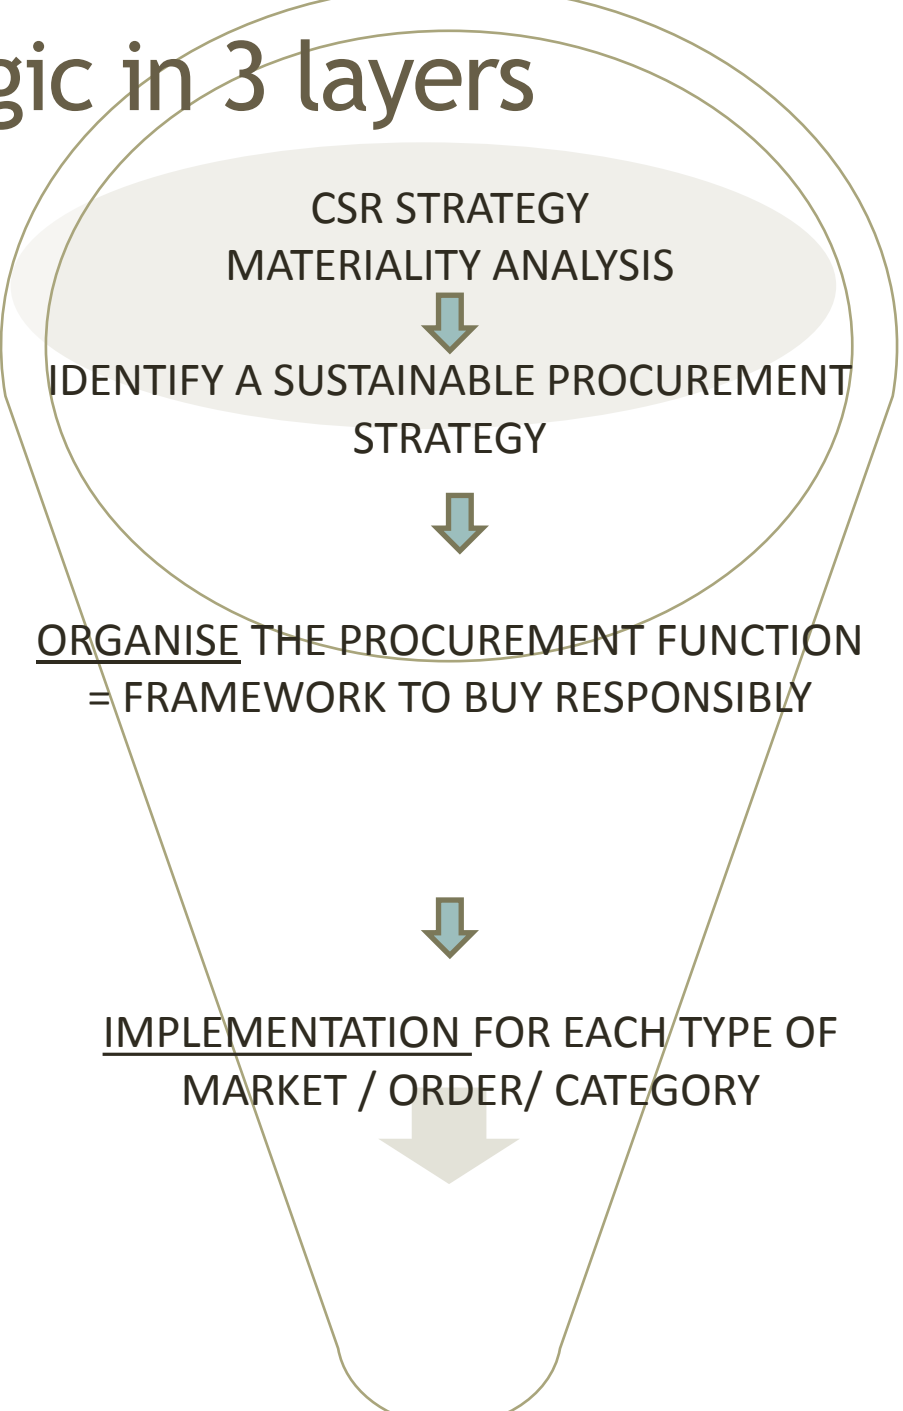 gic in 3 layers
CSR STRATEGY
MATERIALITY ANALYSIS
IDENTIFY A SUSTAINABLE PROCUREMENT
STRATEGY
ORGANISE THE PROCUREMENT FUNCTION
= FRAMEWORK TO BUY RESPONSIBLY
IMPLEMENTATION FOR EACH TYPE OF
MARKET / ORDER/ CATEGORY